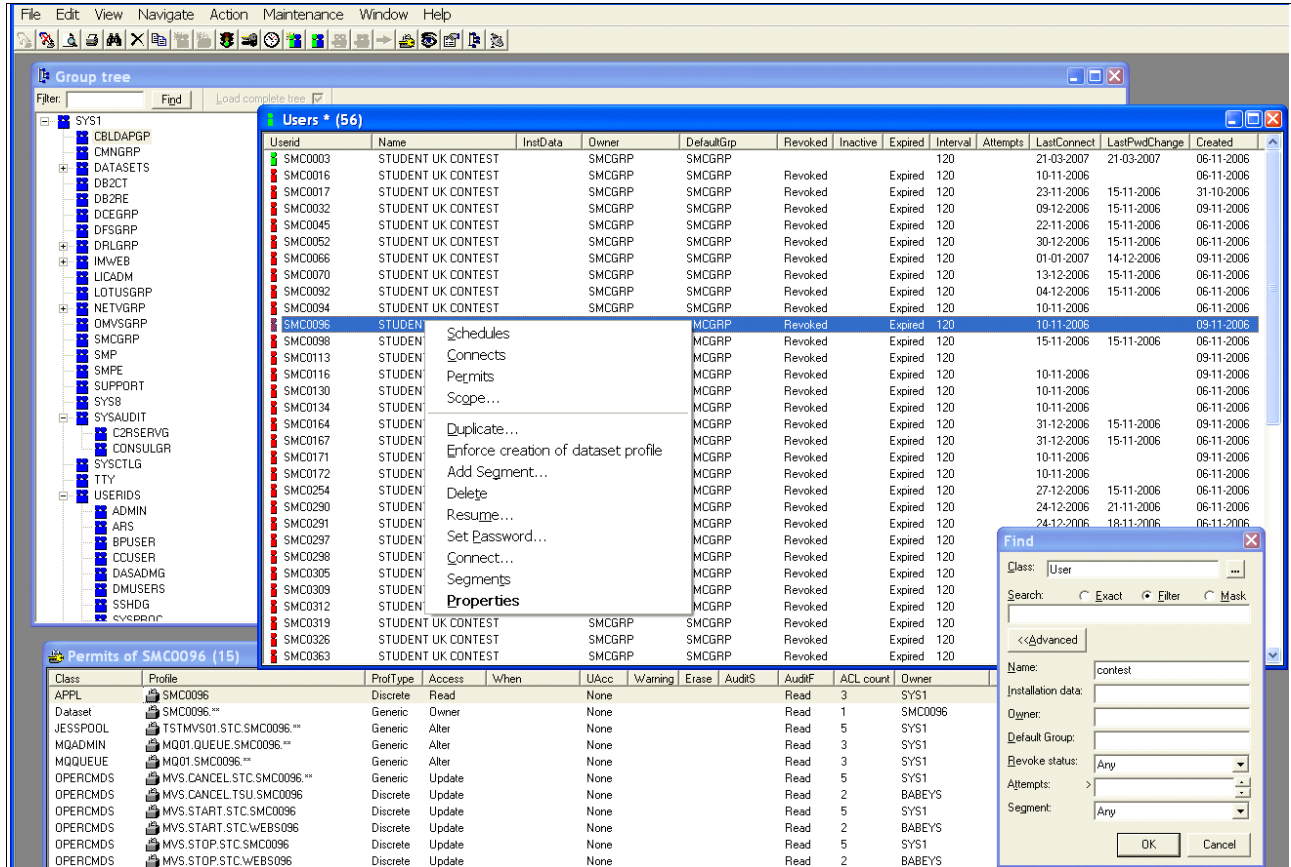 File Edit View Navigate Action Maintenance Window Help
Group tree
Filter: Find Load complete tree
SYS1
CBLDAPGP
CMNGRP
DATASETS
DB2CT
DB2RE
DCEGRP
DFSGRP
DRLGRP
IMWEB
LICADM
LOTUSGRP
NETVGRP
OMVSGRP
SMCGRP
SMP
SMPE
SUPPORT
SYS8
SYSAUDIT
C2RSERVG
CONSULGR
SYSCTLG
TTY
USERIDS
ADMIN
ARS
BPUSER
CCUSER
DASADMG
DMUSERS
SSHDG
SYSPROC
Users * (56)
Userid Name InstData Owner DefaultGrp Revoked Inactive Expired Interval Attempts LastConnect LastPwdChange Created
SMC0003 STUDENT UK CONTEST SMCGRP SMCGRP 120 21-03-2007 21-03-2007 06-11-2006
SMC0016 STUDENT UK CONTEST SMCGRP SMCGRP Revoked Expired 120 10-11-2006 06-11-2006
SMC0017 STUDENT UK CONTEST SMCGRP SMCGRP Revoked Expired 120 23-11-2006 15-11-2006 31-10-2006
SMC0032 STUDENT UK CONTEST SMCGRP SMCGRP Revoked Expired 120 09-12-2006 15-11-2006 09-11-2006
SMC0045 STUDENT UK CONTEST SMCGRP SMCGRP Revoked Expired 120 22-11-2006 15-11-2006 06-11-2006
SMC0052 STUDENT UK CONTEST SMCGRP SMCGRP Revoked Expired 120 30-12-2006 15-11-2006 06-11-2006
SMC0066 STUDENT UK CONTEST SMCGRP SMCGRP Revoked Expired 120 01-01-2007 14-12-2006 09-11-2006
SMC0070 STUDENT UK CONTEST SMCGRP SMCGRP Revoked Expired 120 13-12-2006 15-11-2006 06-11-2006
SMC0092 STUDENT UK CONTEST SMCGRP SMCGRP Revoked Expired 120 04-12-2006 15-11-2006 06-11-2006
SMC0094 STUDENT UK CONTEST SMCGRP SMCGRP Revoked Expired 120 10-11-2006 06-11-2006
SMC0096 STUDEN MCGRP Revoked Expired 120 10-11-2006 09-11-2006
SMC0098 STUDEN MCGRP Revoked Expired 120 15-11-2006 15-11-2006 06-11-2006
SMC0113 STUDEN MCGRP Revoked Expired 120 09-11-2006
SMC0116 STUDEN MCGRP Revoked Expired 120 10-11-2006 09-11-2006
SMC0130 STUDEN MCGRP Revoked Expired 120 10-11-2006 06-11-2006
SMC0134 STUDEN MCGRP Revoked Expired 120 10-11-2006 06-11-2006
SMC0164 STUDEN MCGRP Revoked Expired 120 31-12-2006 15-11-2006 09-11-2006
SMC0167 STUDEN MCGRP Revoked Expired 120 31-12-2006 15-11-2006 06-11-2006
SMC0171 STUDEN MCGRP Revoked Expired 120 10-11-2006 09-11-2006
SMC0172 STUDEN MCGRP Revoked Expired 120 10-11-2006 06-11-2006
SMC0254 STUDEN MCGRP Revoked Expired 120 27-12-2006 15-11-2006 06-11-2006
SMC0290 STUDEN MCGRP Revoked Expired 120 24-12-2006 21-11-2006 06-11-2006
SMC0291 STUDEN MCGRP Revoked Expired 120 24-12-2006 18-11-2006 06-11-2006
SMC0297 STUDEN MCGRP Revoked Expired 120
SMC0298 STUDEN MCGRP Revoked Expired 120
SMC0305 STUDEN MCGRP Revoked Expired 120
SMC0309 STUDEN MCGRP Revoked Expired 120
SMC0312 STUDEN MCGRP Revoked Expired 120
SMC0319 STUDENT UK CONTEST SMCGRP SMCGRP Revoked Expired 120
SMC0326 STUDENT UK CONTEST SMCGRP SMCGRP Revoked Expired 120
SMC0363 STUDENT UK CONTEST SMCGRP SMCGRP Revoked Expired 120
Schedules
Connects
Permits
Scope...
Duplicate...
Enforce creation of dataset profile
Add Segment...
Delete
Resume...
Set Password...
Connect...
Segments
Properties
Find
Class: User ...
Search: Exact Filter Mask
<<Advanced
Name: contest
Installation data:
Owner:
Default Group:
Revoke status: Any
Attempts: >
Segment: Any
OK Cancel
Permits of SMC0096 (15)
Class Profile ProfType Access When UAcc Warning Erase AuditS AuditF ACL count Owner
APPL SMC0096 Discrete Read None Read 3 SYS1
Dataset SMC0096.** Generic Owner None Read 1 SMC0096
JESSPOOL TSTMVS01.STC.SMC0096.** Generic Alter None Read 5 SYS1
MQADMIN MQ01.QUEUE.SMC0096.** Generic Alter None Read 3 SYS1
MQQUEUE MQ01.SMC0096.** Generic Alter None Read 3 SYS1
OPERCMDS MVS.CANCEL.STC.SMC0096.** Generic Update None Read 5 SYS1
OPERCMDS MVS.CANCEL.TSU.SMC0096 Discrete Update None Read 2 BABEYS
OPERCMDS MVS.START.STC.SMC0096 Discrete Update None Read 5 SYS1
OPERCMDS MVS.START.STC.WEBS096 Discrete Update None Read 2 BABEYS
OPERCMDS MVS.STOP.STC.SMC0096 Discrete Update None Read 5 SYS1
OPERCMDS MVS.STOP.STC.WEBS096 Discrete Update None Read 2 BABEYS